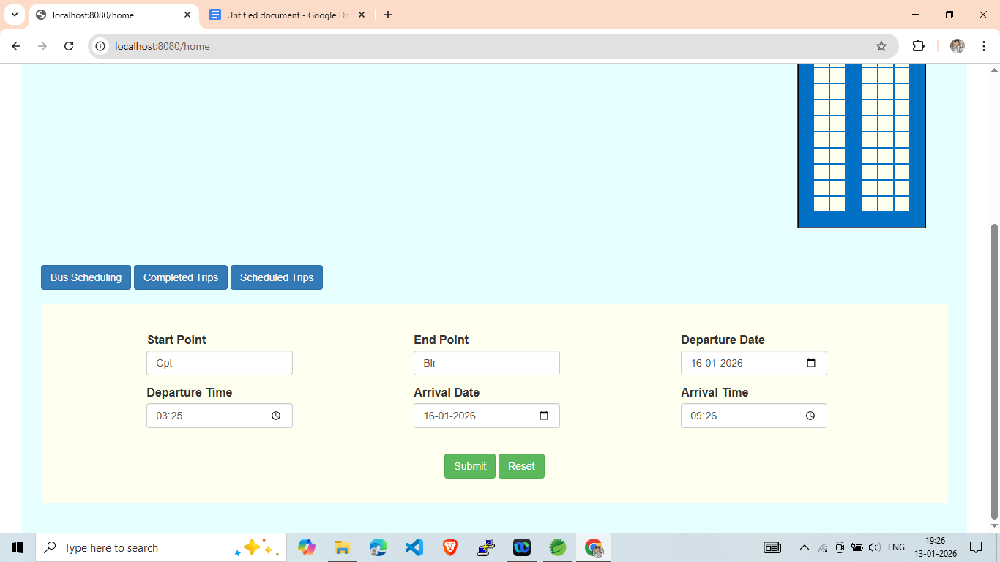 localhost:8080/home
Untitled document - Google Do
localhost:8080/home
Bus Scheduling
Completed Trips
Scheduled Trips
Start Point
End Point
Departure Date
Cpt
Blr
16-01-2026
Departure Time
Arrival Date
Arrival Time
03:25
16-01-2026
09:26
Submit
Reset
Type here to search
ENG
19:26
13-01-2026